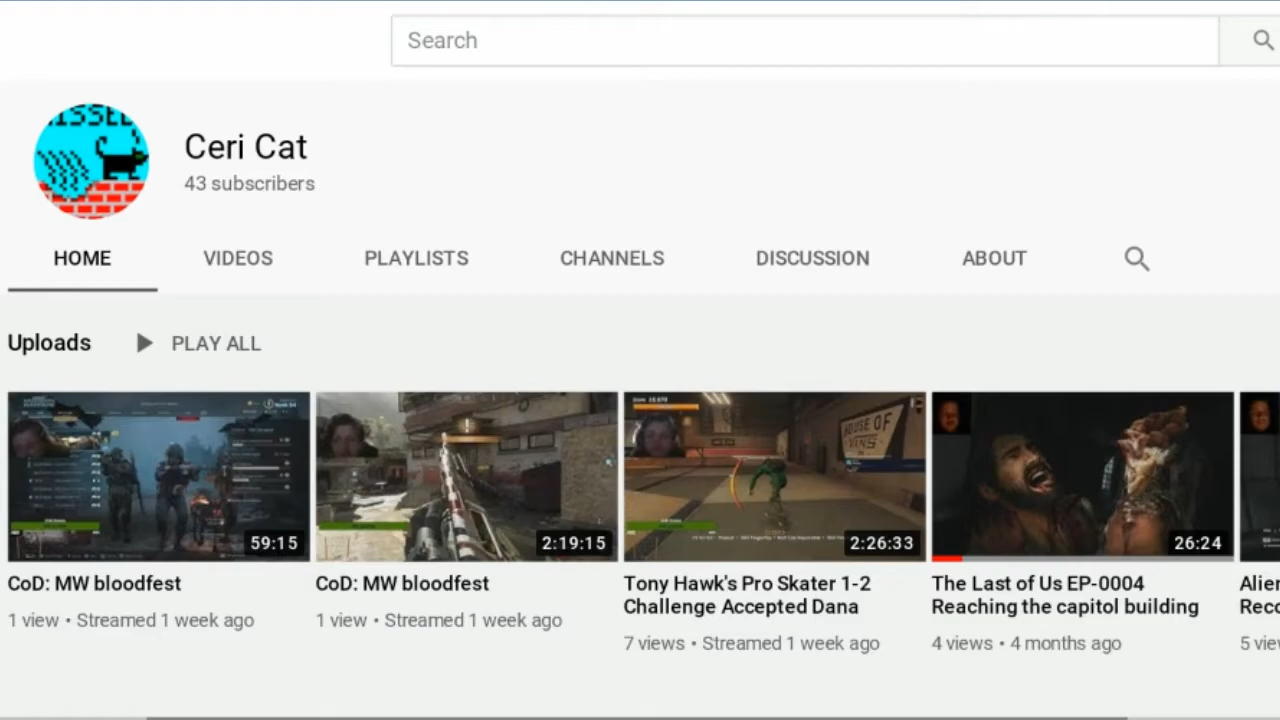 Search
Ceri Cat
43 subscribers
HOME VIDEOS PLAYLISTS CHANNELS DISCUSSION ABOUT
Uploads PLAY ALL
HOUSE OF
VANS
59:15 2:19:15 2:26:33 26:24
CoD: MW bloodfest
1 view • Streamed 1 week ago
CoD: MW bloodfest
1 view • Streamed 1 week ago
Tony Hawk's Pro Skater 1-2
Challenge Accepted Dana
7 views • Streamed 1 week ago
The Last of Us EP-0004
Reaching the capitol building
4 views • 4 months ago